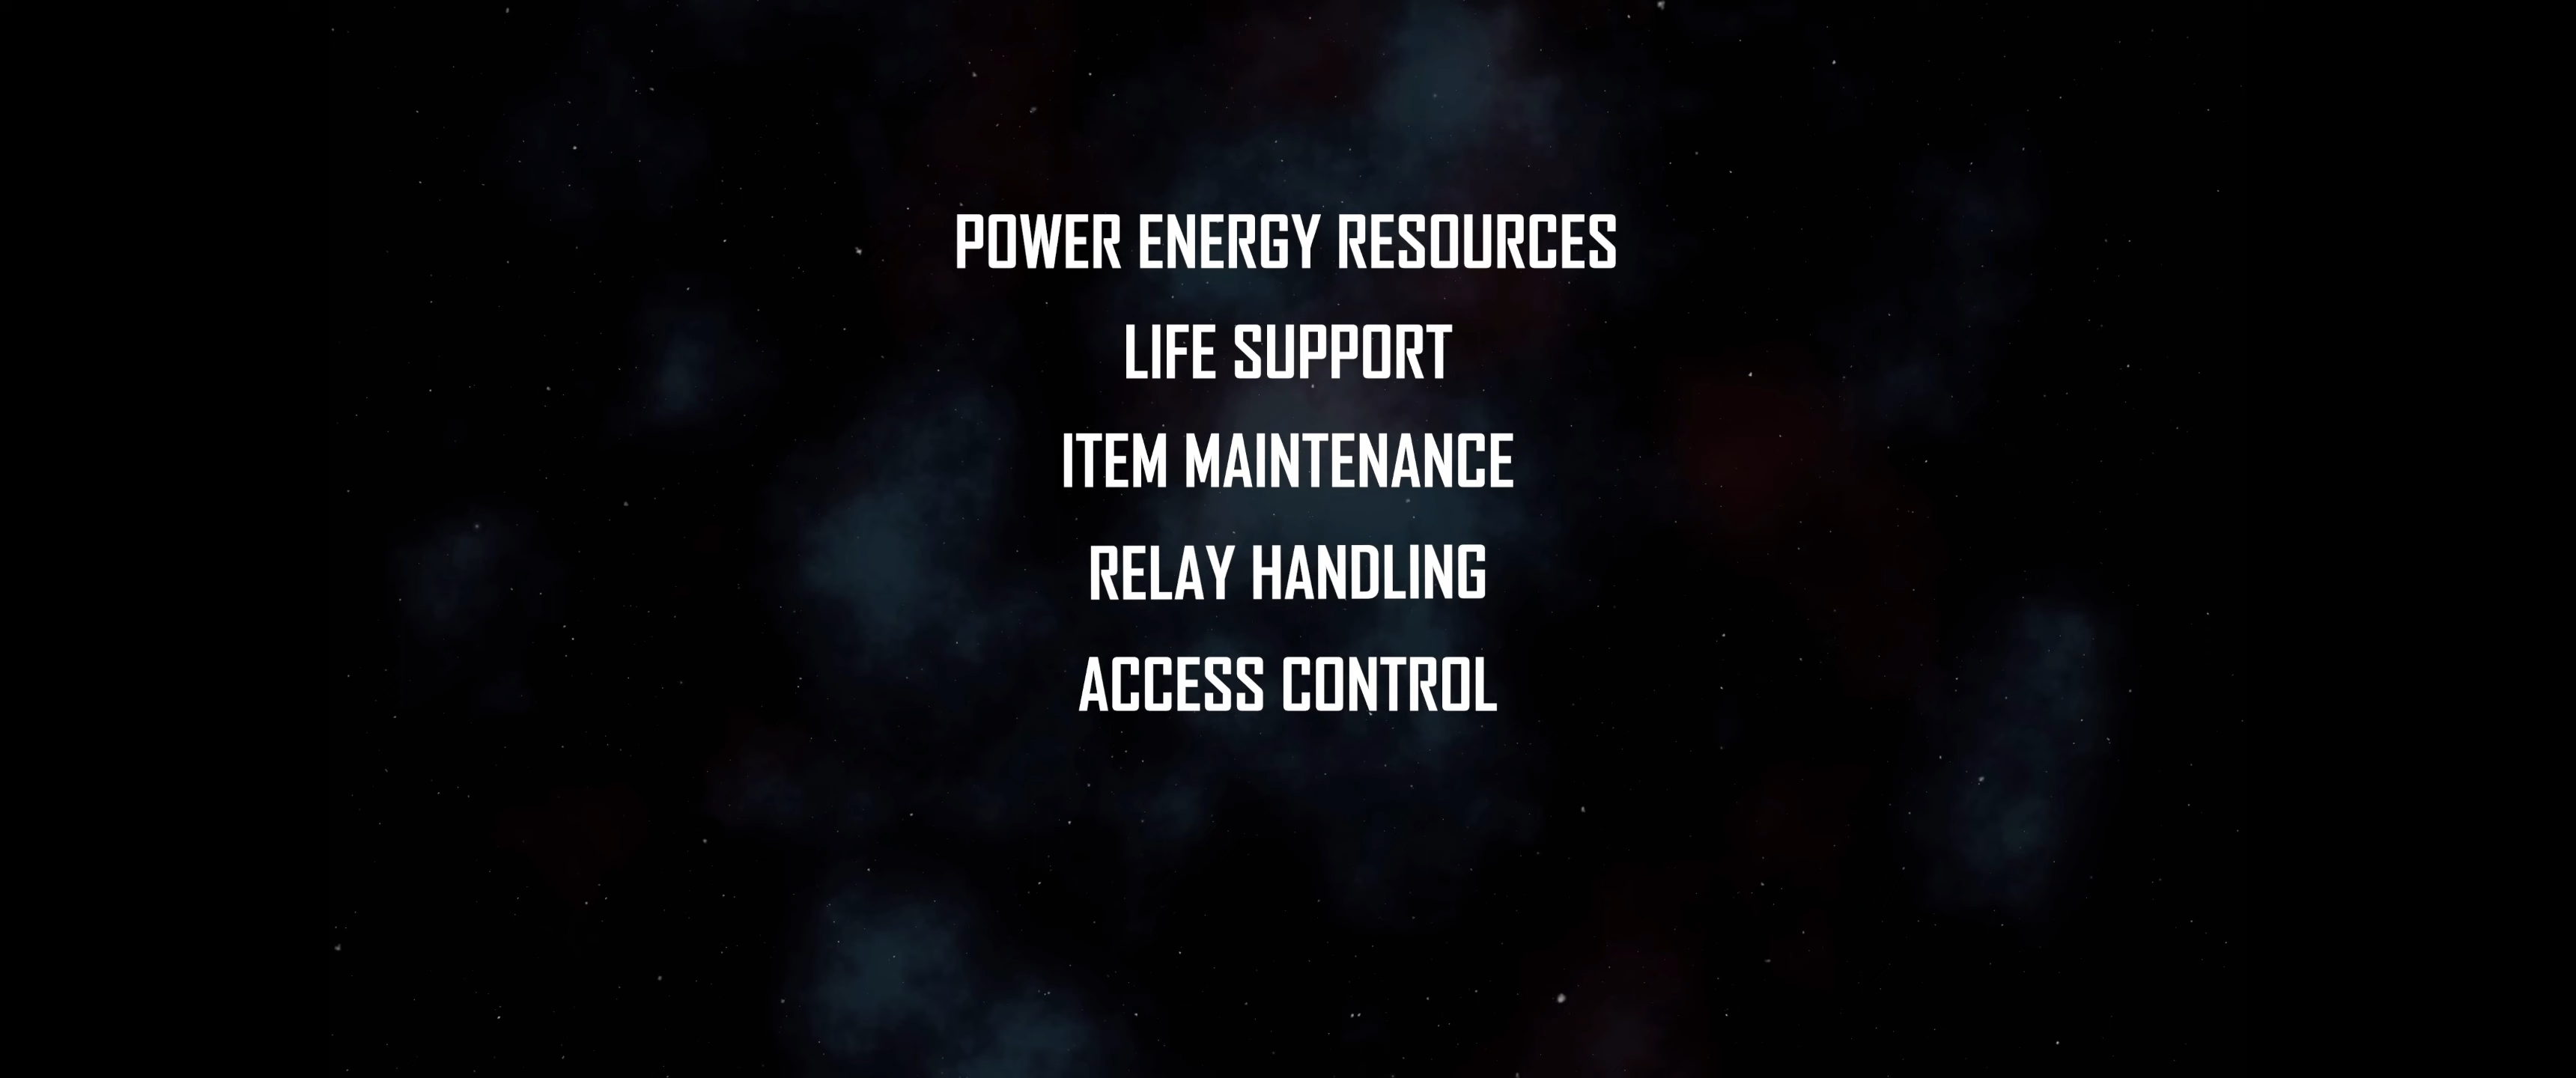 POWER ENERGY RESOURCES
LIFE SUPPORT
ITEM MAINTENANCE
RELAY HANDLING
ACCESS CONTROL